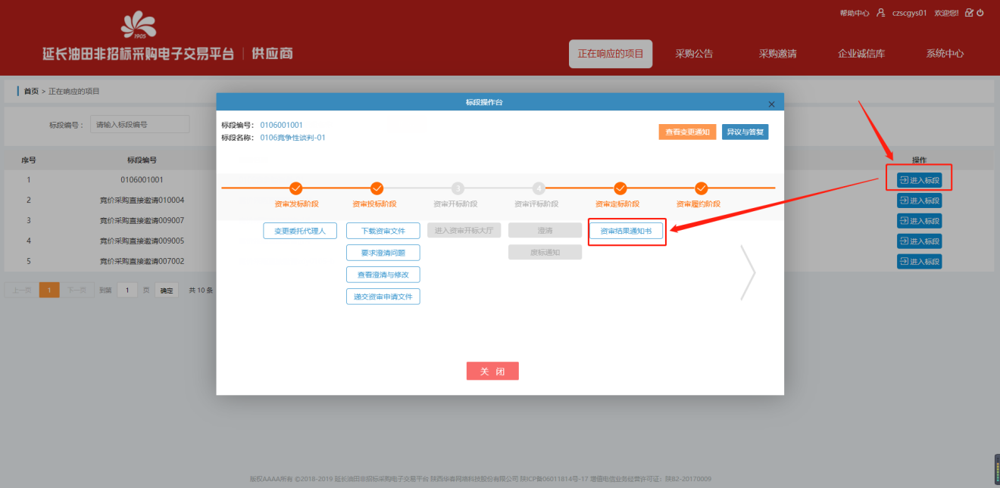 帮助中心 czscgys01 欢迎您!!
1905
延长油田非招标采购电子交易平台 | 供应商
正在响应的项目 采购公告 采购邀请 企业诚信库 系统中心
首页 > 正在响应的项目
标段编号： 请输入标段编号
序号 标段编号 操作
1 0106001001 进入标段
2 竞价采购直接邀请010004 进入标段
3 竞价采购直接邀请009007 进入标段
4 竞价采购直接邀请009005 进入标段
5 竞价采购直接邀请007002 进入标段
上一页 1 下一页 到第 1 页 确定 共 10 条
标段操作台
标段编号： 0106001001
标段名称： 0106竞争性谈判-01
查看变更通知 异议与答复
3 4
资审发标阶段 资审投标阶段 资审开标阶段 资审评标阶段 资审定标阶段 资审履约阶段
变更委托代理人 下载资审文件 进入资审开标大厅 澄清 资审结果通知书
要求澄清问题 废标通知
查看澄清与修改
递交资审申请文件
关 闭
版权AAAA所有 ©2018-2019 延长油田非招标采购电子交易平台 陕西华春网络科技股份有限公司 陕ICP备06011814号-17 增值电信业务经营许可证：陕B2-20170009